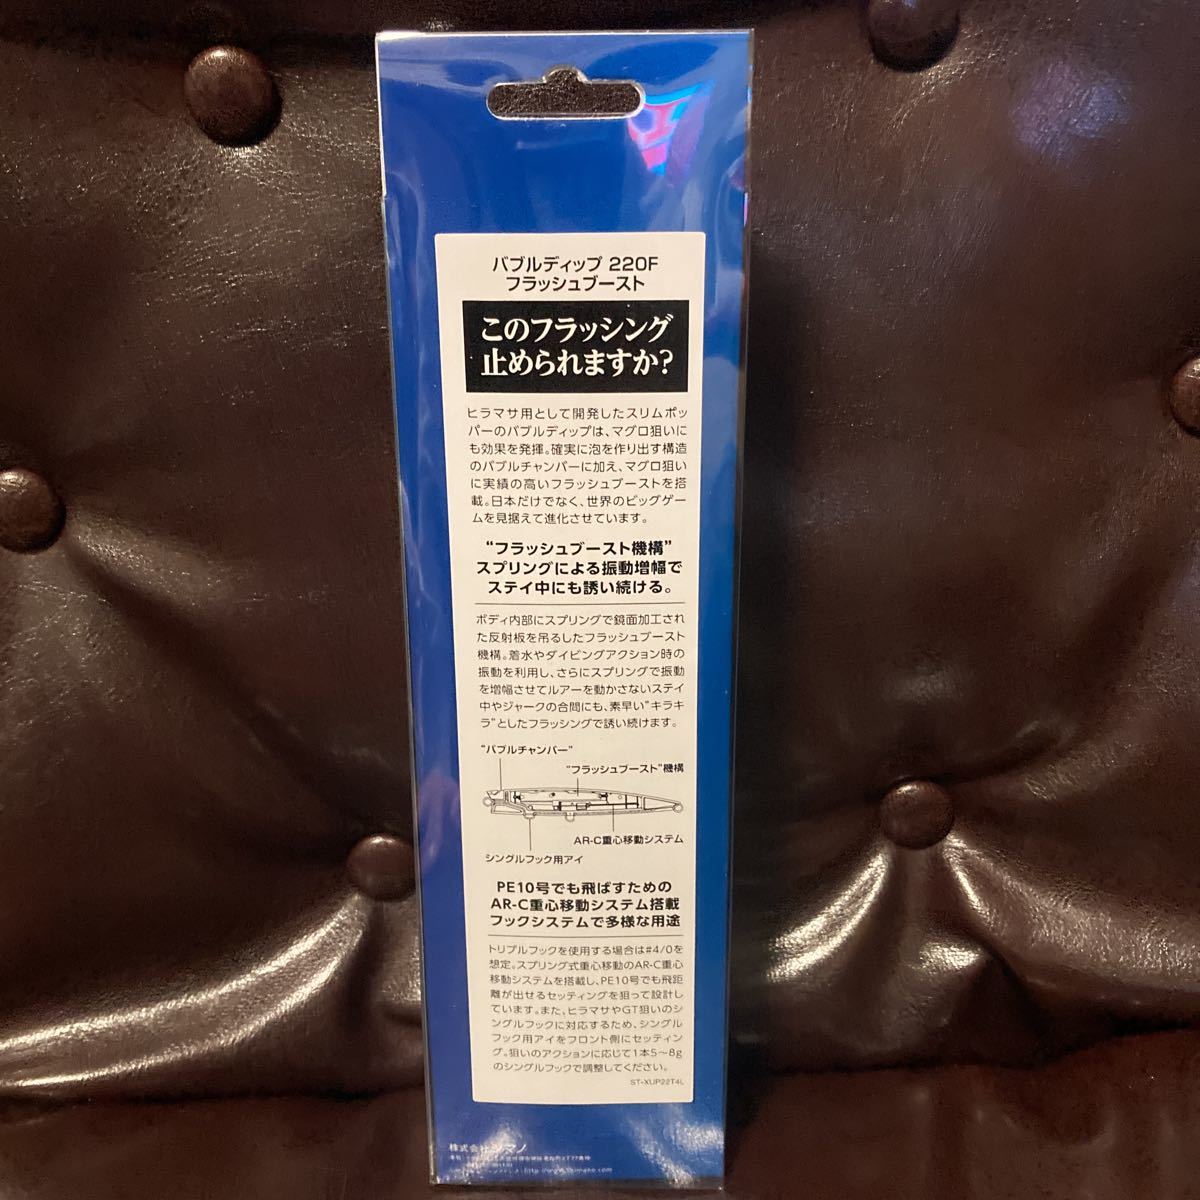 バブルディップ 220F
フラッシュブースト
このフラッシング
止められますか?
ヒラマサ用として開発したスリムポッ
パーのバブルディップは、マグロ狙いに
も効果を発揮。確実に泡を作り出す構造
のバブルチャンバーに加え、マグロ狙い
に実績の高いフラッシュブーストを搭
載。日本だけでなく、世界のビッグゲー
ムを見据えて進化させています。
“フラッシュブースト機構”
スプリングによる振動増幅で
ステイ中にも誘い続ける。
ボディ内部にスプリングで鏡面加工され
た反射板を吊るしたフラッシュブースト
機構。着水やダイビングアクション時の
振動を利用し、さらにスプリングで振動
を増幅させてルアーを動かさないステイ
中やジャークの合間にも、素早い“キラキ
ラ”としたフラッシングで誘い続けます。
“バブルチャンバー”
“フラッシュブースト”機構
AR-C重心移動システム
シングルフック用アイ
PE10号でも飛ばすための
AR-C重心移動システム搭載
フックシステムで多様な用途
トリプルフックを使用する場合は#4/0を
想定。スプリング式重心移動のAR-C重心
移動システムを搭載し、PE10号でも飛距
離が出せるセッティングを狙って設計し
ています。また、ヒラマサやGT狙いのシ
ングルフックに対応するため、シングル
フック用アイをフロント側にセッティン
グ。狙いのアクションに応じて1本5～8g
のシングルフックで調整してください。
ST-XUP22T4L
株式会社シマノ